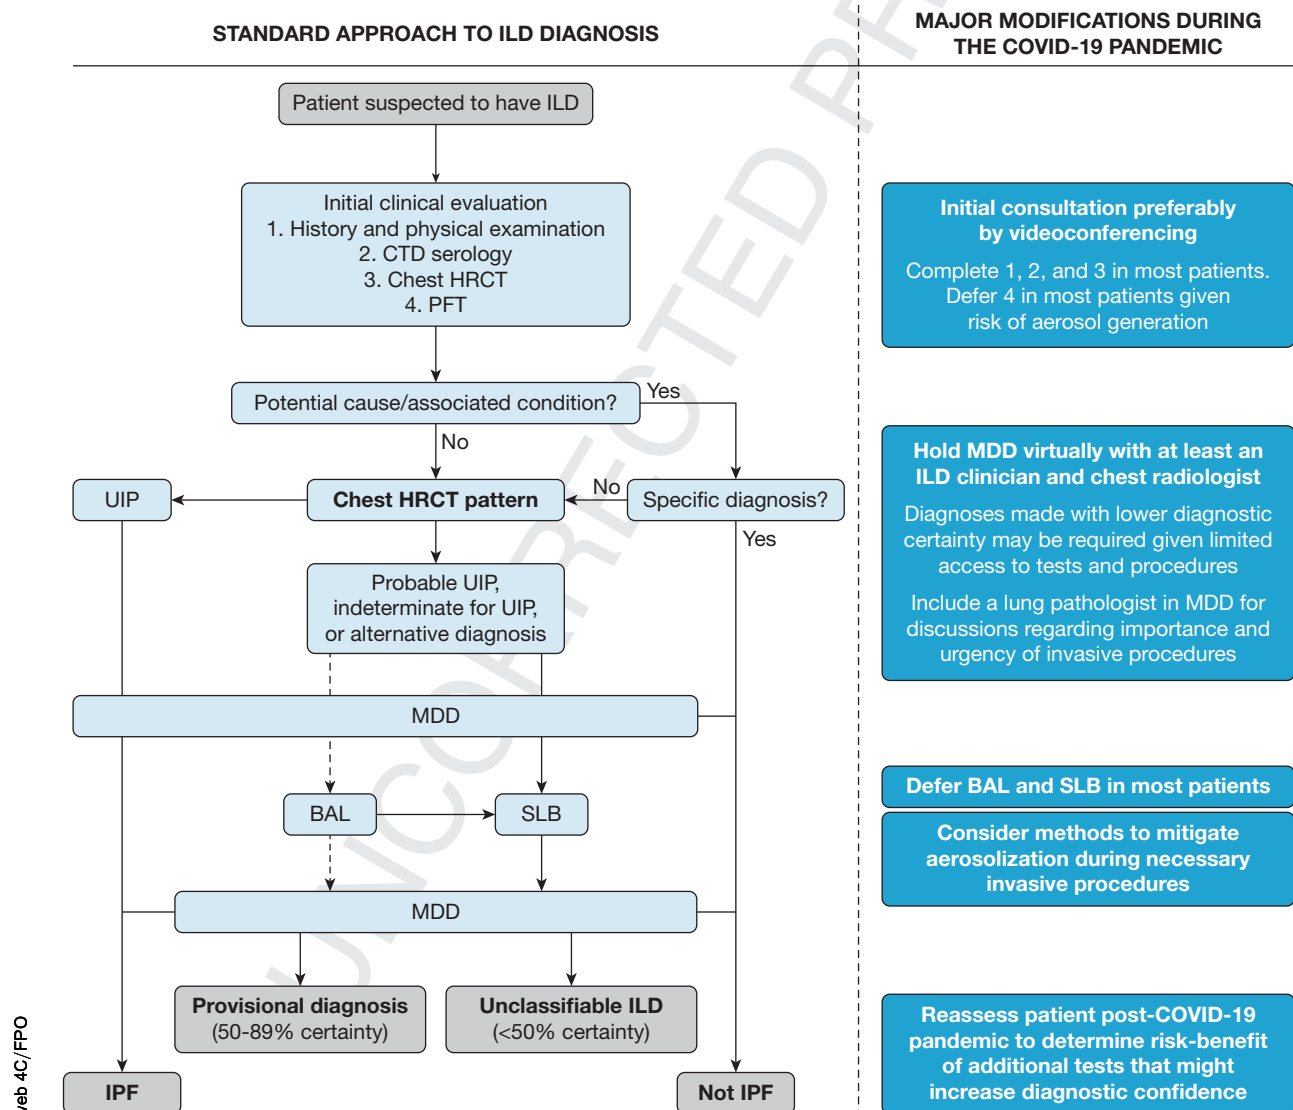 STANDARD APPROACH TO ILD DIAGNOSIS
MAJOR MODIFICATIONS DURING
THE COVID-19 PANDEMIC
Patient suspected to have ILD
Initial clinical evaluation
1. History and physical examination
2. CTD serology
3. Chest HRCT
4. PFT
Initial consultation preferably
by videoconferencing
Complete 1, 2, and 3 in most patients.
Defer 4 in most patients given
risk of aerosol generation
Potential cause/associated condition?
Yes
No
UIP
Chest HRCT pattern
No
Specific diagnosis?
Yes
Probable UIP,
indeterminate for UIP,
or alternative diagnosis
Hold MDD virtually with at least an
ILD clinician and chest radiologist
Diagnoses made with lower diagnostic
certainty may be required given limited
access to tests and procedures
Include a lung pathologist in MDD for
discussions regarding importance and
urgency of invasive procedures
MDD
BAL
SLB
Defer BAL and SLB in most patients
Consider methods to mitigate
aerosolization during necessary
invasive procedures
MDD
Provisional diagnosis
(50-89% certainty)
Unclassifiable ILD
(<50% certainty)
IPF
Not IPF
Reassess patient post-COVID-19
pandemic to determine risk-benefit
of additional tests that might
increase diagnostic confidence
web 4C/FPO
UNCORRECTED